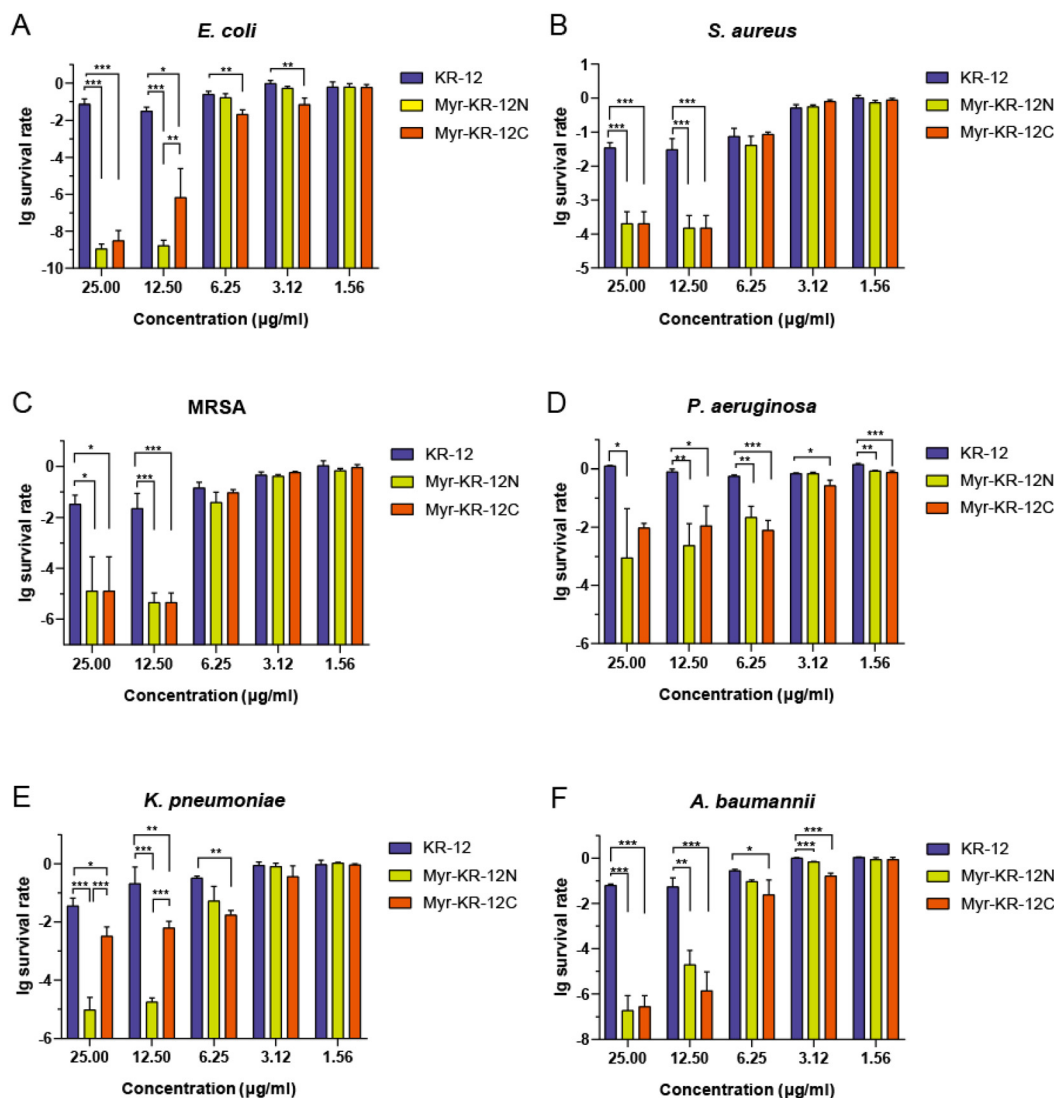 A
E. coli
*** * ** **
*** ***
**
0
-2
-4
-6
-8
-10
lg survival rate
25.00 12.50 6.25 3.12 1.56
Concentration (μg/ml)
KR-12
Myr-KR-12N
Myr-KR-12C
B
S. aureus
*** ***
*** ***
1
0
-1
-2
-3
-4
-5
lg survival rate
25.00 12.50 6.25 3.12 1.56
Concentration (μg/ml)
KR-12
Myr-KR-12N
Myr-KR-12C
C
MRSA
* ***
* ***
0
-2
-4
-6
lg survival rate
25.00 12.50 6.25 3.12 1.56
Concentration (μg/ml)
KR-12
Myr-KR-12N
Myr-KR-12C
D
P. aeruginosa
* * *** * ***
** ** **
0
-2
-4
-6
lg survival rate
25.00 12.50 6.25 3.12 1.56
Concentration (μg/ml)
KR-12
Myr-KR-12N
Myr-KR-12C
E
K. pneumoniae
* ** **
*** *** *** ***
0
-2
-4
-6
lg survival rate
25.00 12.50 6.25 3.12 1.56
Concentration (μg/ml)
KR-12
Myr-KR-12N
Myr-KR-12C
F
A. baumannii
*** *** * ***
*** ** ***
0
-2
-4
-6
-8
lg survival rate
25.00 12.50 6.25 3.12 1.56
Concentration (μg/ml)
KR-12
Myr-KR-12N
Myr-KR-12C